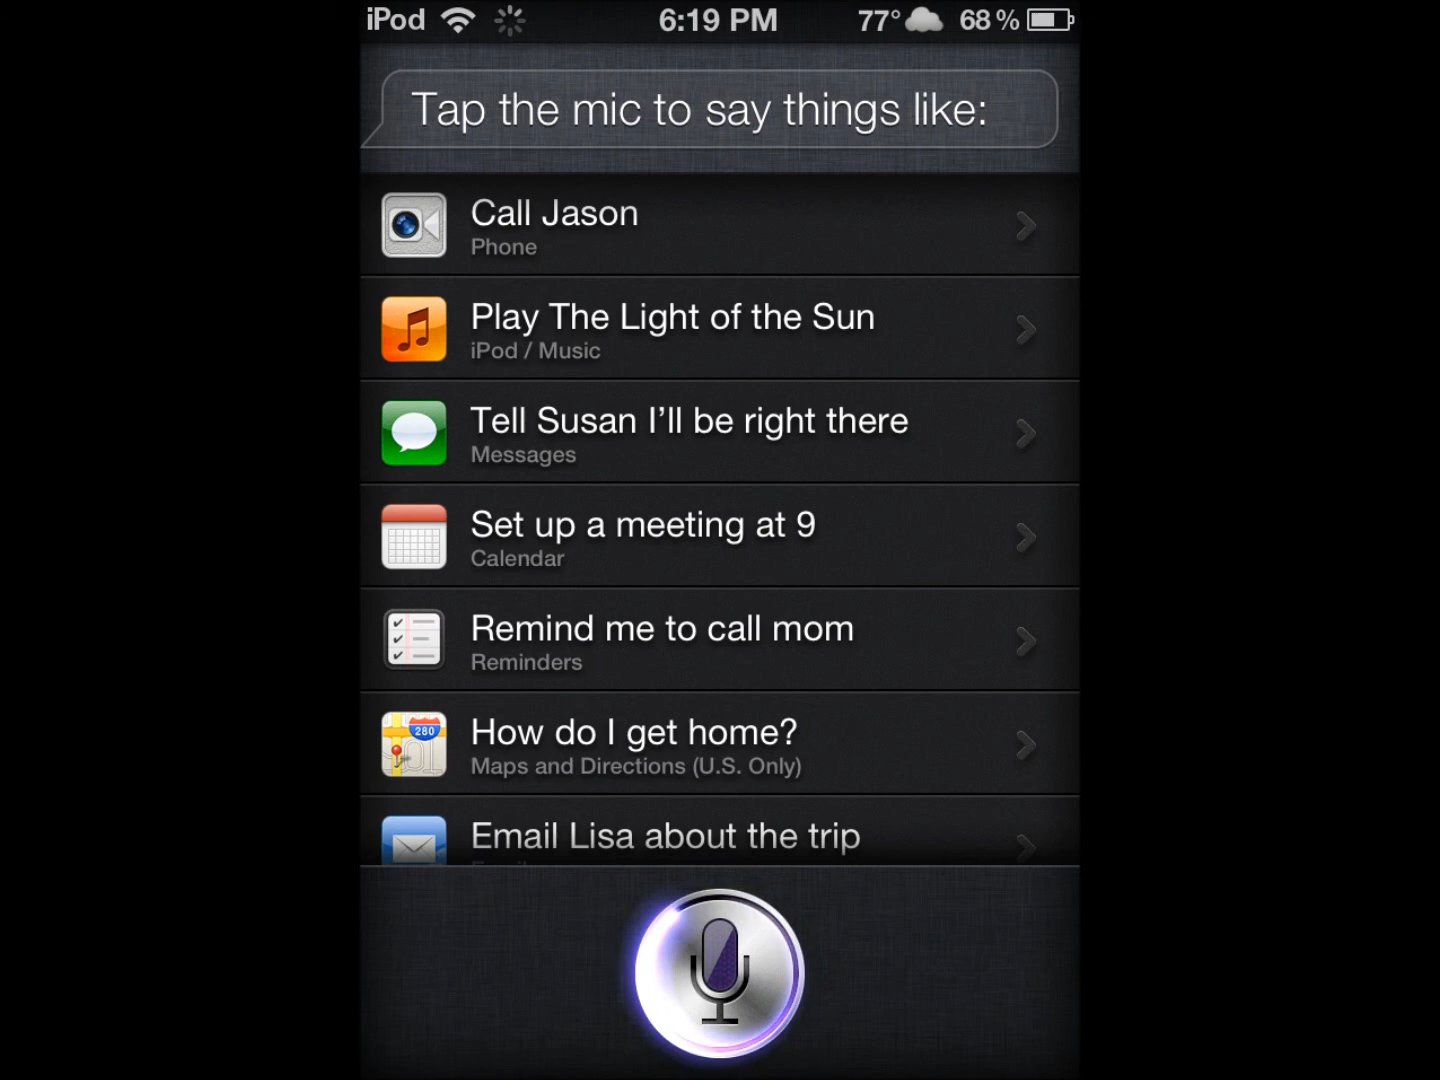 iPod 6:19 PM 77° 68 %
Tap the mic to say things like:
Call Jason
Phone
Play The Light of the Sun
iPod / Music
Tell Susan I’ll be right there
Messages
Set up a meeting at 9
Calendar
Remind me to call mom
Reminders
280
How do I get home?
Maps and Directions (U.S. Only)
Email Lisa about the trip